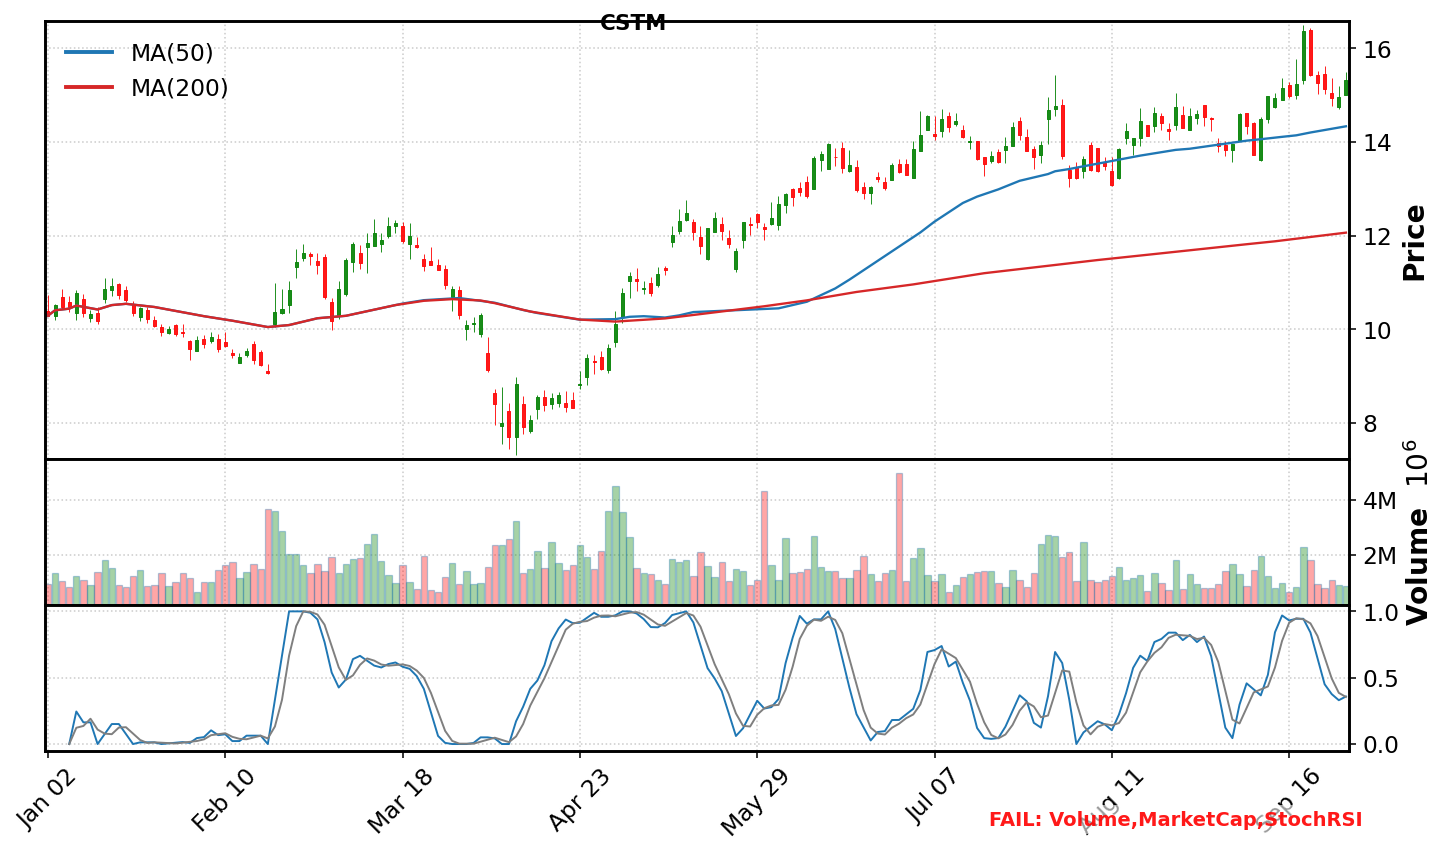 CSTM
MA(50)
MA(200)
16
14
12
10
8
Price
4M
2M
Volume 10^6
1.0
0.5
0.0
Jan 02
Feb 10
Mar 18
Apr 23
May 29
Jul 07
Aug 11
Sep 16
FAIL: Volume,MarketCap,StochRSI